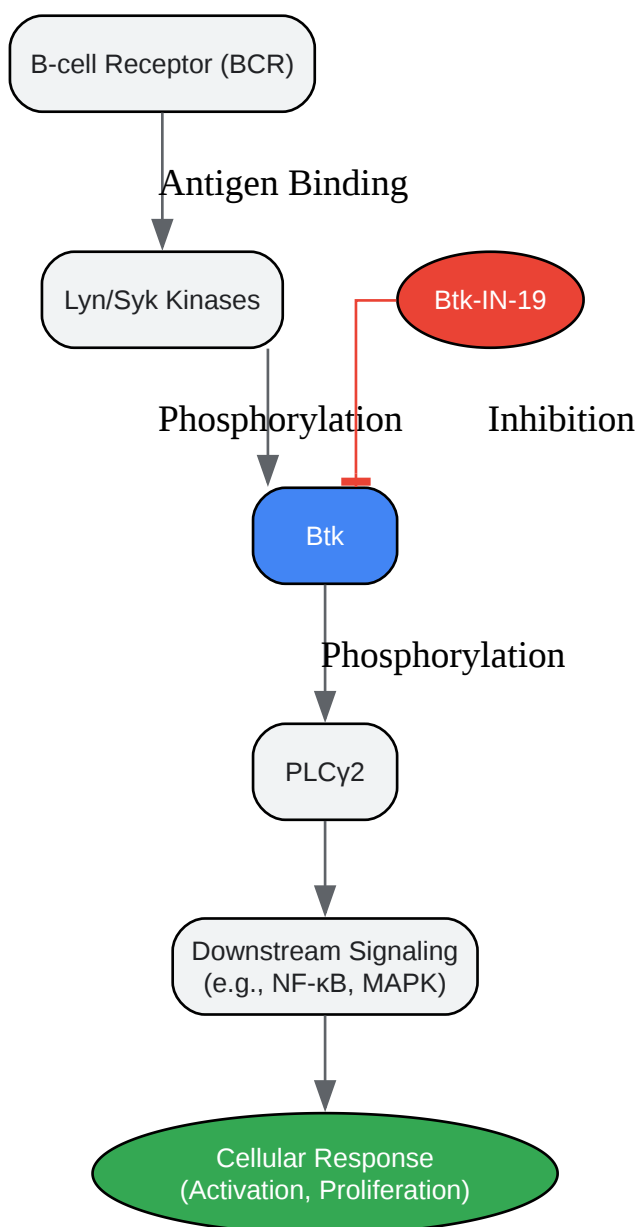 B-cell Receptor (BCR)
Antigen Binding
Lyn/Syk Kinases
Btk-IN-19
Phosphorylation
Inhibition
Btk
Phosphorylation
PLCγ2
Downstream Signaling
(e.g., NF-κB, MAPK)
Cellular Response
(Activation, Proliferation)